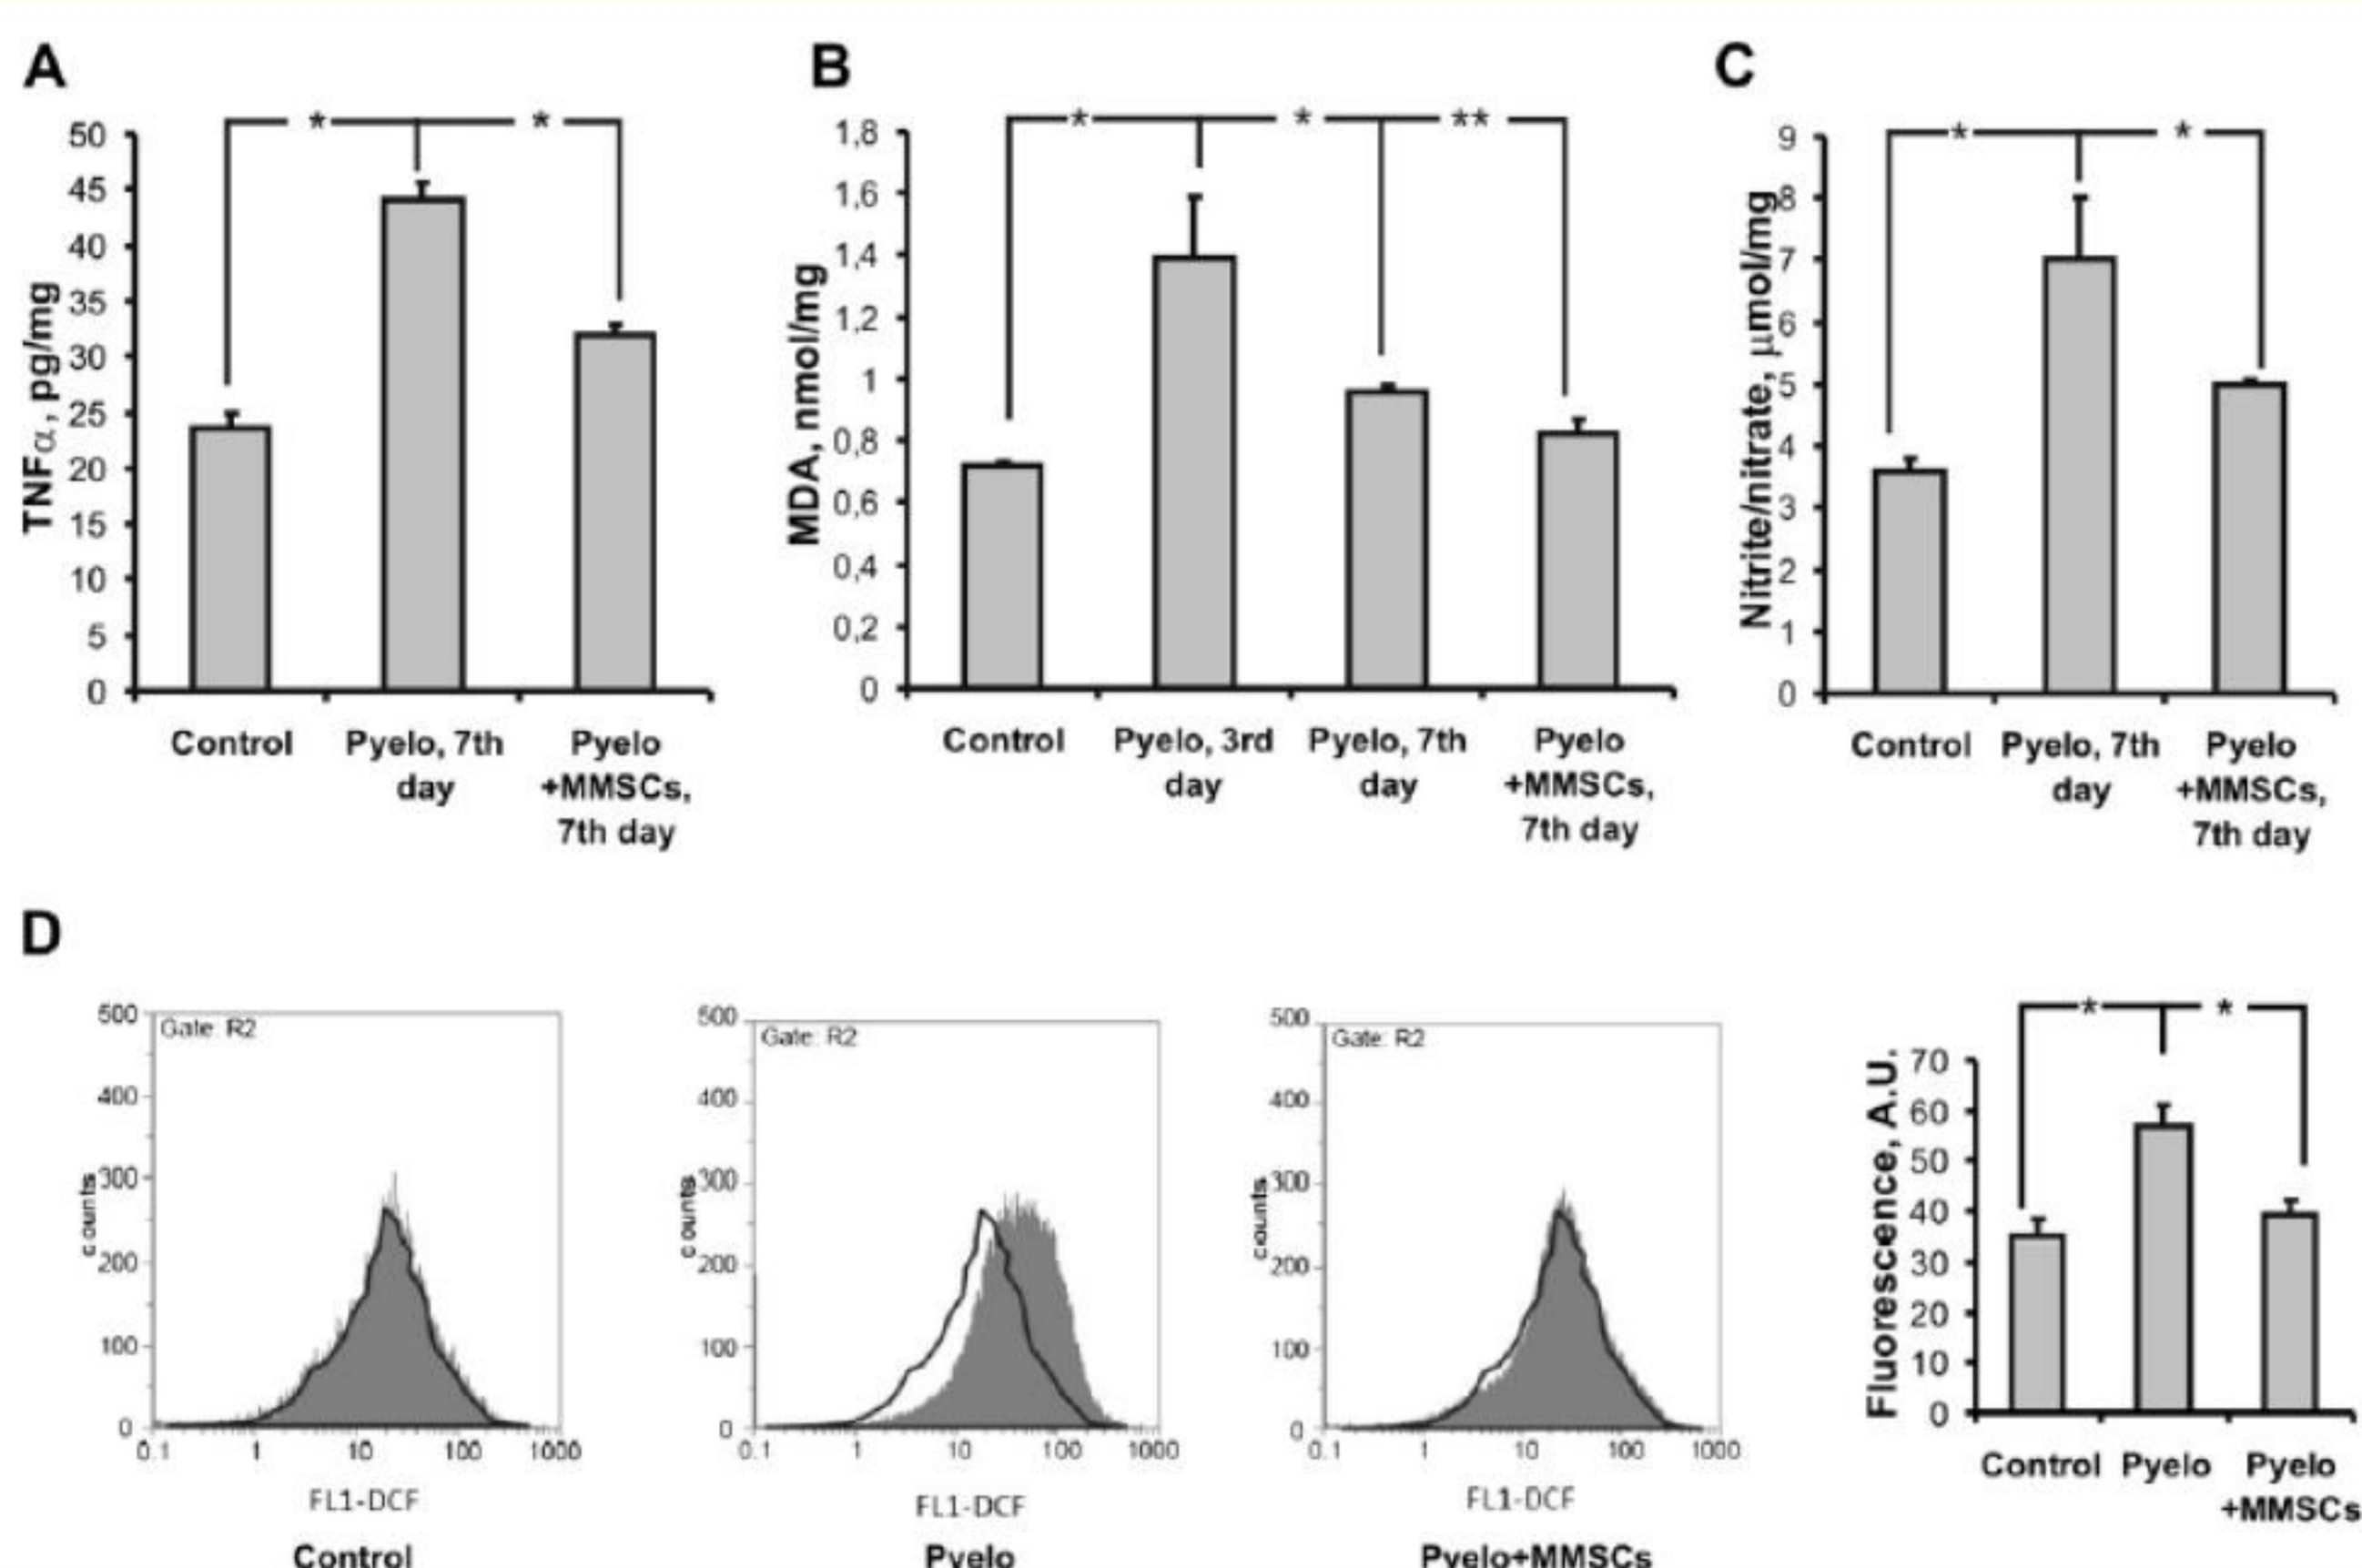 A
B
C
TNFα, pg/mg
50
45
40
35
30
25
20
15
10
5
0
*
*
Control
Pyelo, 7th
day
Pyelo
+MMSCs,
7th day
MDA, nmol/mg
1,8
1,6
1,4
1,2
1
0,8
0,6
0,4
0,2
0
*
*
**
Control
Pyelo, 3rd
day
Pyelo, 7th
day
Pyelo
+MMSCs,
7th day
Nitrite/nitrate, μmol/mg
9
8
7
6
5
4
3
2
1
0
*
*
Control
Pyelo, 7th
day
Pyelo
+MMSCs,
7th day
D
Gate: R2
counts
500
400
300
200
100
0
0.1 1 10 100 1000
FL1-DCF
Control
Gate: R2
counts
500
400
300
200
100
0
0.1 1 10 100 1000
FL1-DCF
Pyelo
Gate: R2
counts
500
400
300
200
100
0
0.1 1 10 100 1000
FL1-DCF
Pyelo+MMSCs
Fluorescence, A.U.
70
60
50
40
30
20
10
0
*
*
Control
Pyelo
Pyelo
+MMSCs